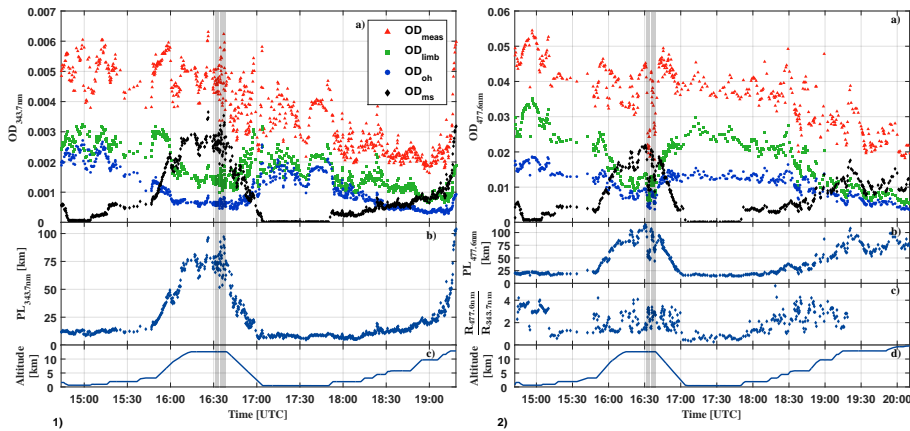 a)
0.007
0.006
0.005
0.004
0.003
0.002
0.001
0
OD343.7nm
ODmeas
ODlimb
ODoh
ODms
b)
100
75
50
25
0
PL343.7nm [km]
c)
10
5
0
Altitude [km]
15:00 15:30 16:00 16:30 17:00 17:30 18:00 18:30 19:00
Time [UTC]
1)
a)
0.06
0.05
0.04
0.03
0.02
0.01
0
OD477.6nm
b)
100
75
50
25
0
PL477.6nm [km]
c)
4
2
0
R477.6nm
R343.7nm
d)
10
5
0
Altitude [km]
15:00 15:30 16:00 16:30 17:00 17:30 18:00 18:30 19:00 19:30 20:00
Time [UTC]
2)